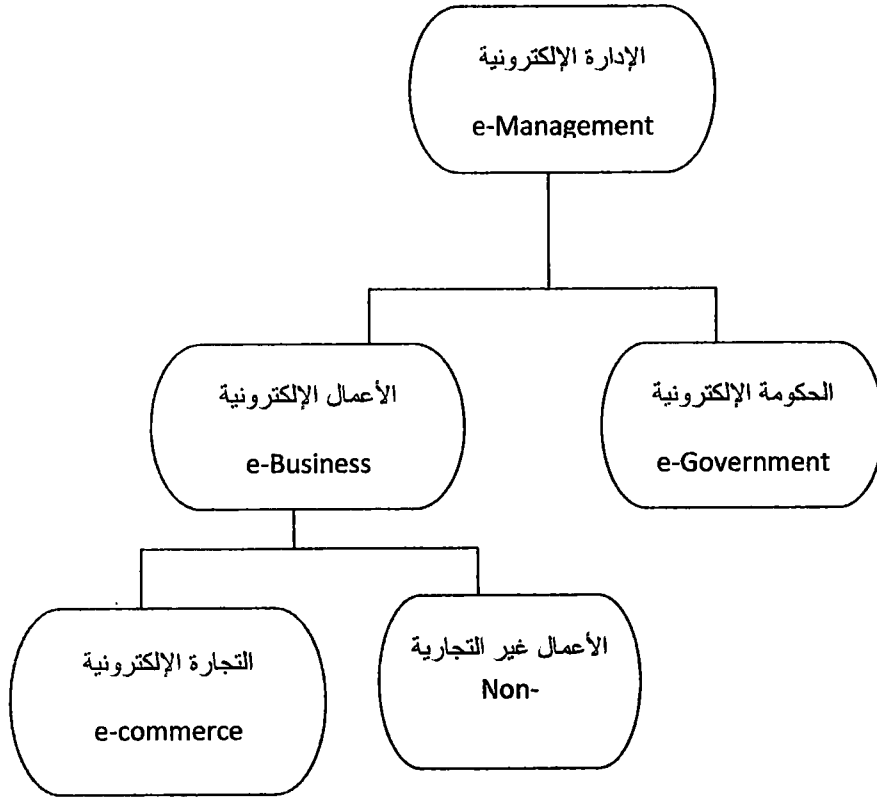 الإدارة الإلكترونية
e-Management
الحكومة الإلكترونية
e-Government
الأعمال الإلكترونية
e-Business
الأعمال غير التجارية
Non-
التجارة الإلكترونية
e-commerce